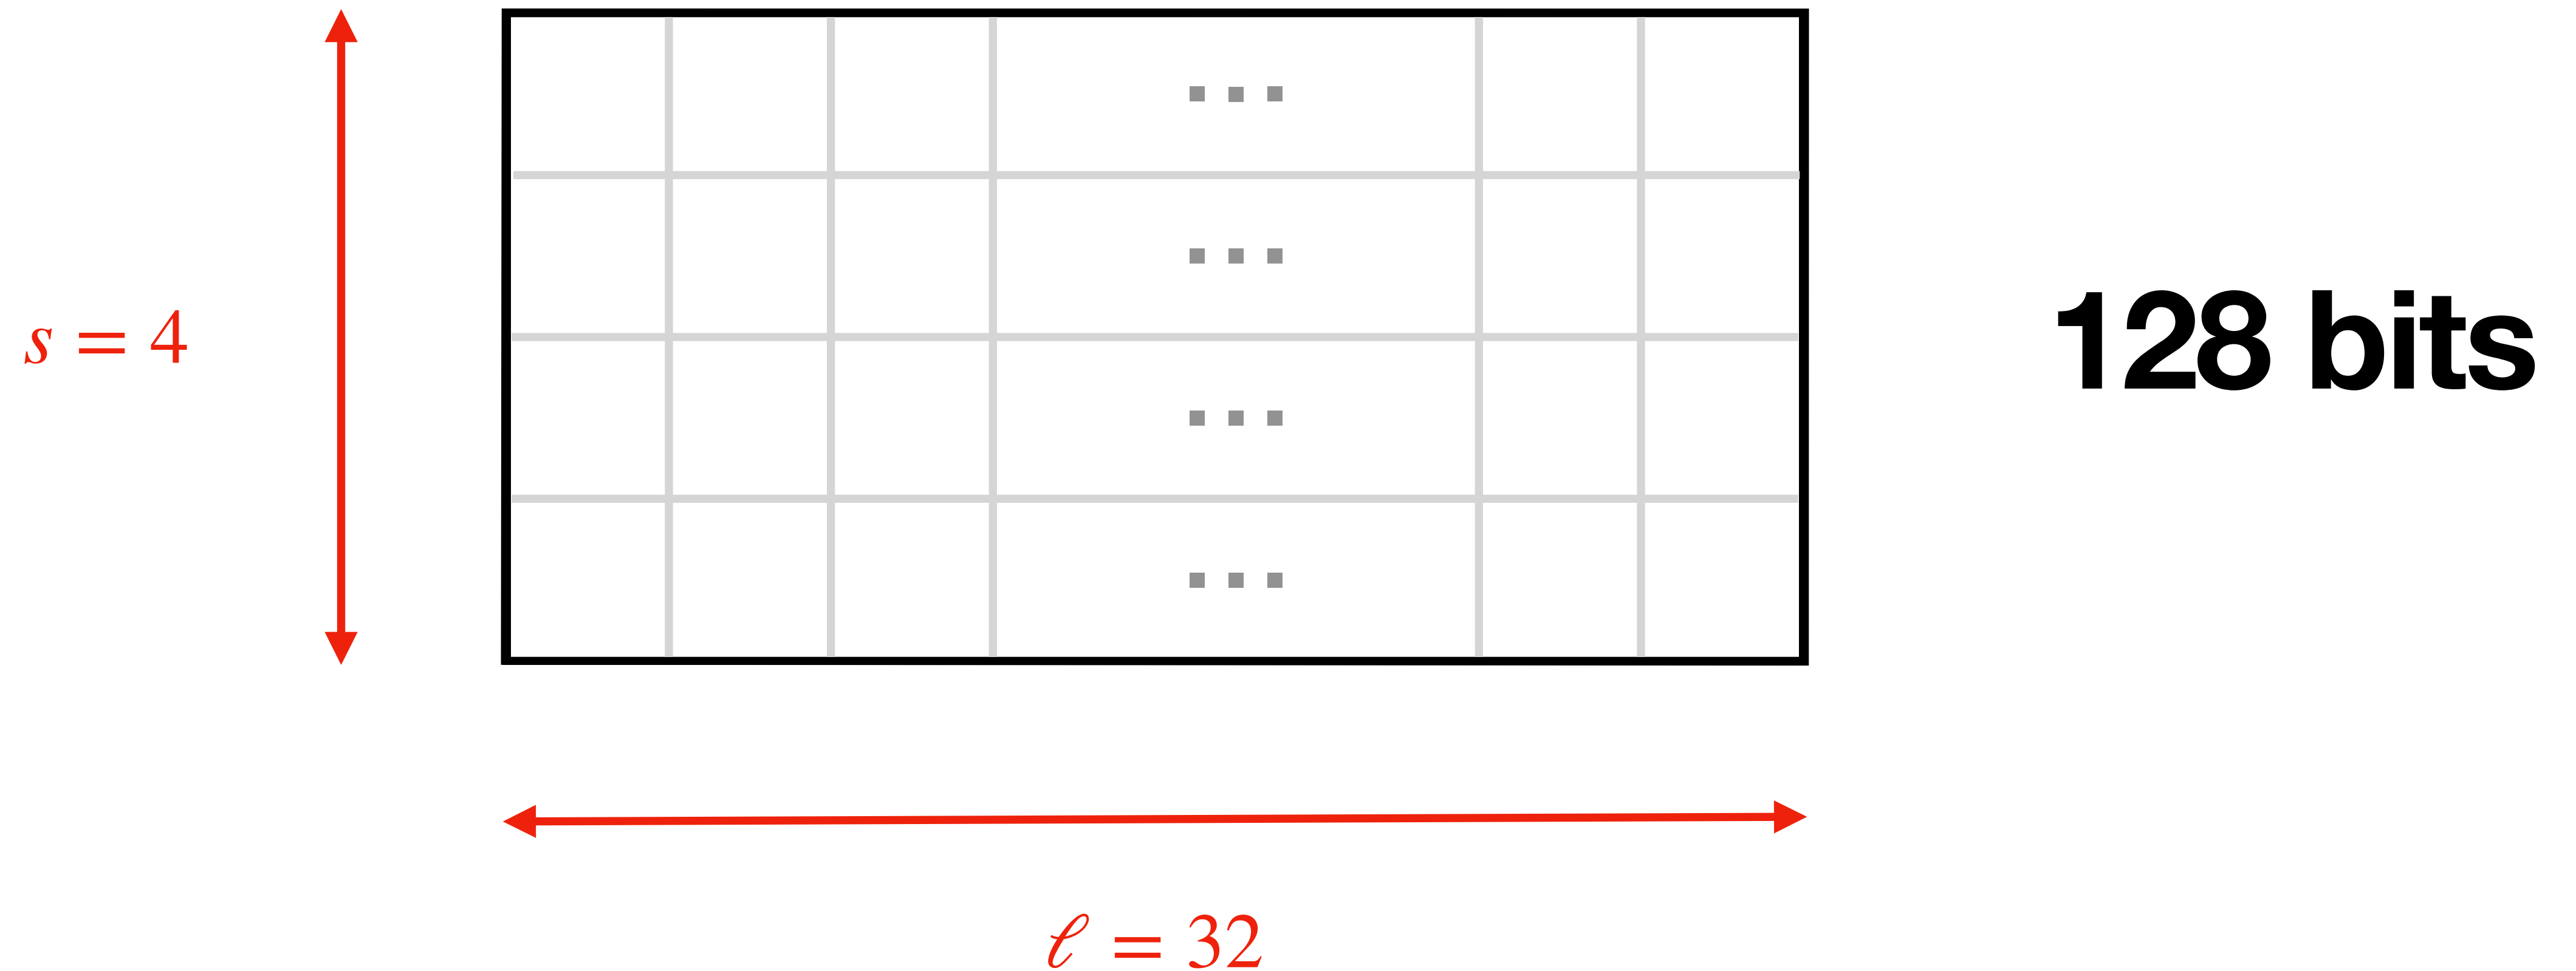 s = 4
128 bits
ℓ = 32